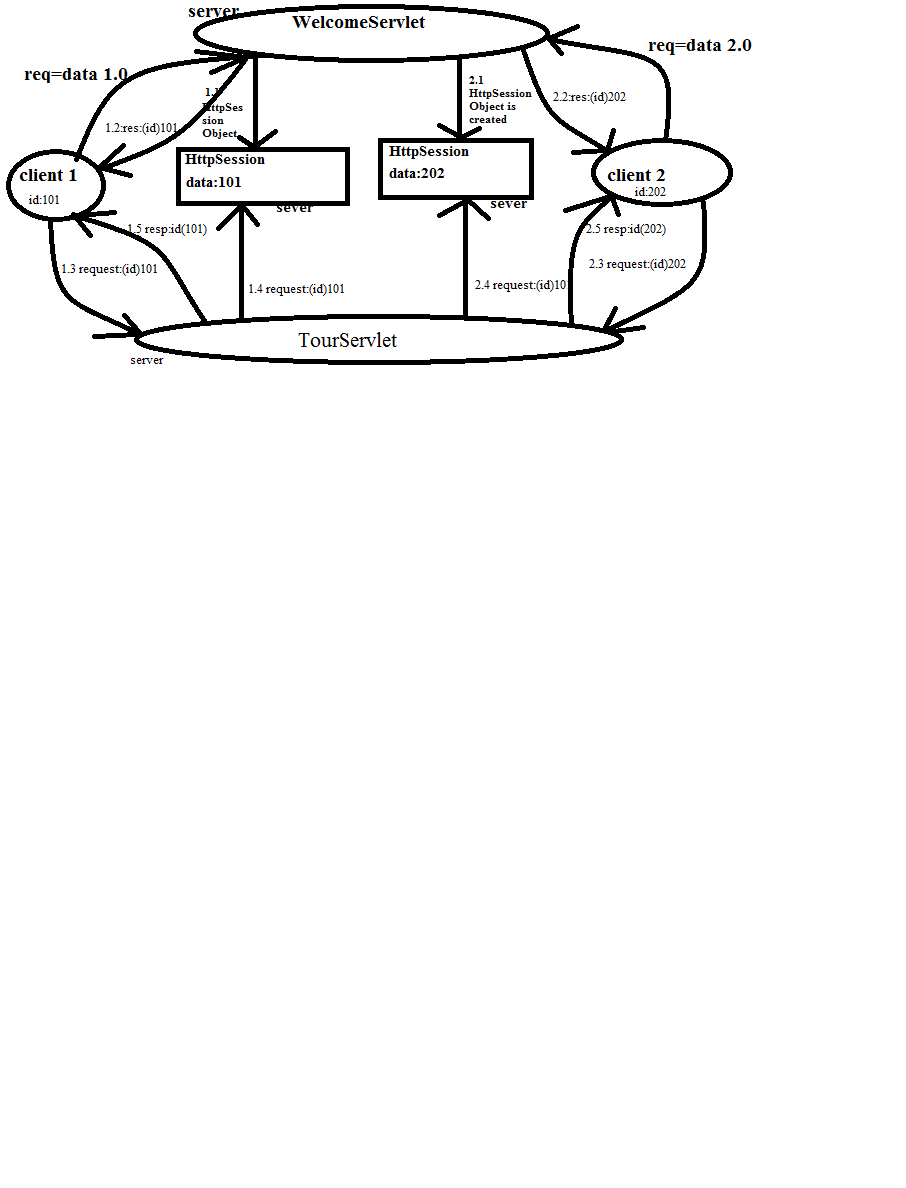 server
WelcomeServlet
req=data 2.0
req=data 1.0
2.1
HttpSession
Object is
created
2.2:res:(id)202
HttpSes
sion
Object
1.2:res:(id)101
HttpSession
data:101
HttpSession
data:202
client 1
id:101
client 2
id:202
sever
sever
1.5 resp:id(101)
2.5 resp:id(202)
1.3 request:(id)101
2.3 request:(id)202
1.4 request:(id)101
2.4 request:(id)10
TourServlet
server